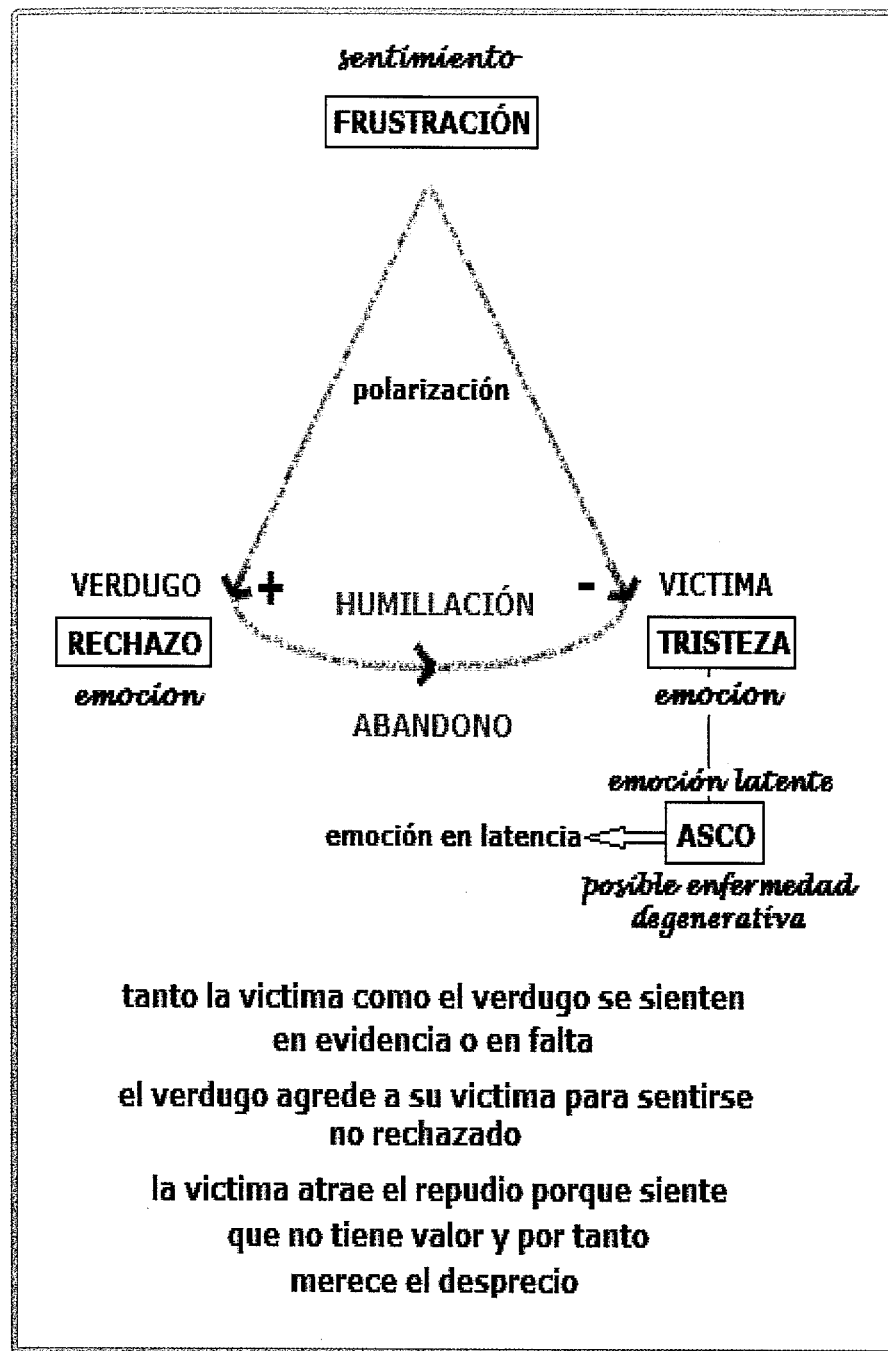 sentimiento
FRUSTRACIÓN
polarización
VERDUGO + HUMILLACIÓN - VICTIMA
RECHAZO TRISTEZA
emocion emocion
ABANDONO
emoción latente
emoción en latencia ASCO
posible enfermedad
degenerativa
tanto la victima como el verdugo se sienten
en evidencia o en falta
el verdugo agrede a su victima para sentirse
no rechazado
la victima atrae el repudio porque siente
que no tiene valor y por tanto
merece el desprecio